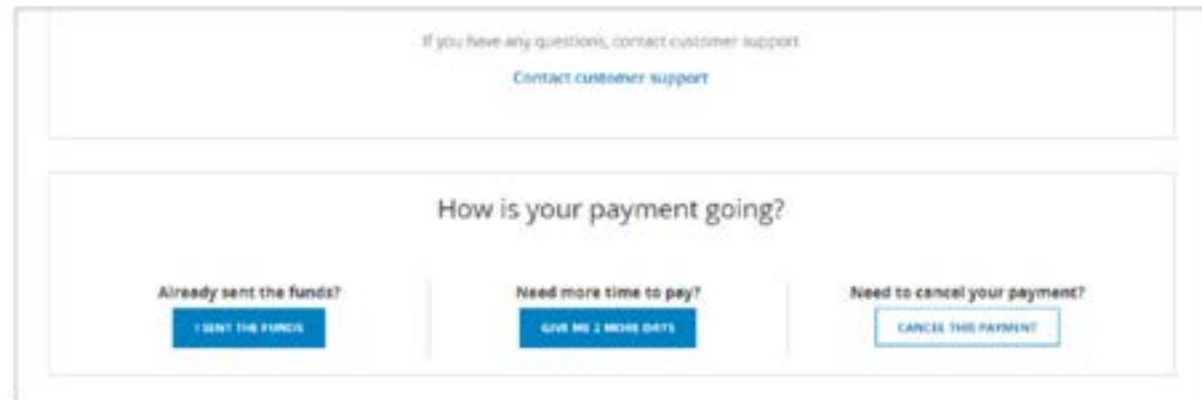 If you have any questions, contact customer support
Contact customer support
How is your payment going?
Already sent the funds?
Need more time to pay?
Need to cancel your payment?
I SENT THE FUNDS
GIVE ME 2 MORE DAYS
CANCEL THIS PAYMENT